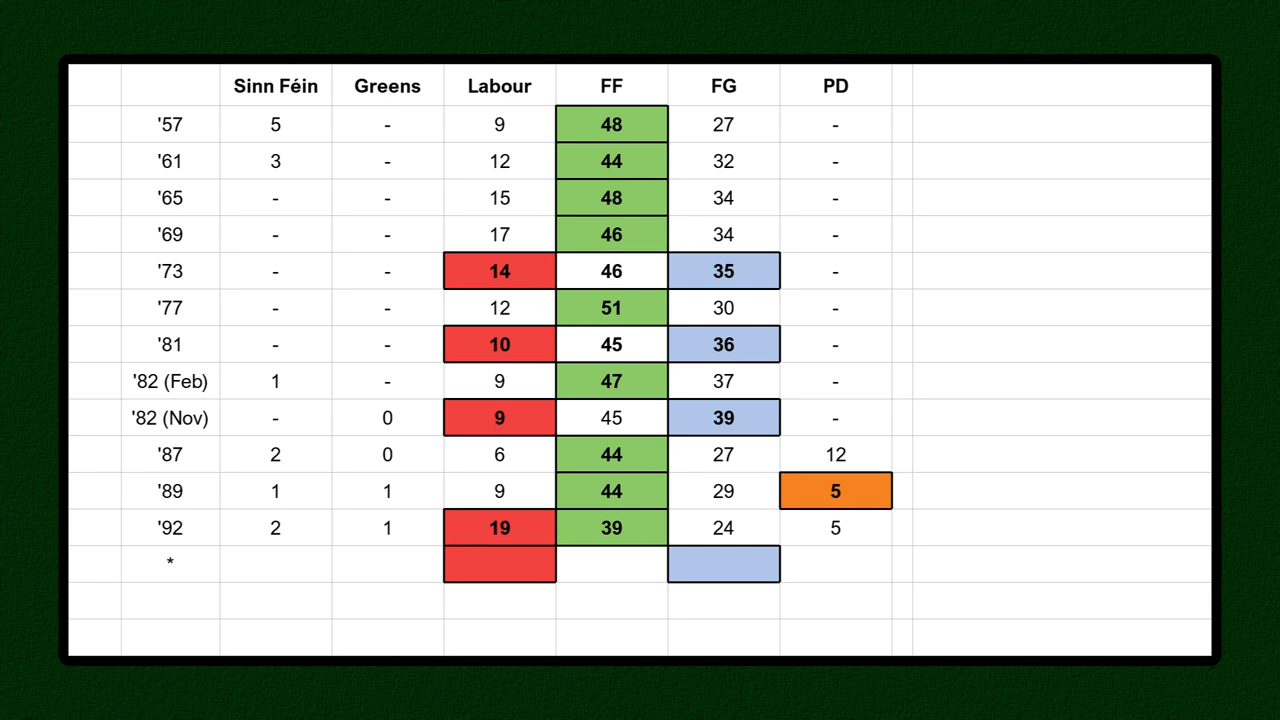 Sinn Féin Greens Labour FF FG PD
'57 5 - 9 48 27 -
'61 3 - 12 44 32 -
'65 - - 15 48 34 -
'69 - - 17 46 34 -
'73 - - 14 46 35 -
'77 - - 12 51 30 -
'81 - - 10 45 36 -
'82 (Feb) 1 - 9 47 37 -
'82 (Nov) - 0 9 45 39 -
'87 2 0 6 44 27 12
'89 1 1 9 44 29 5
'92 2 1 19 39 24 5
*